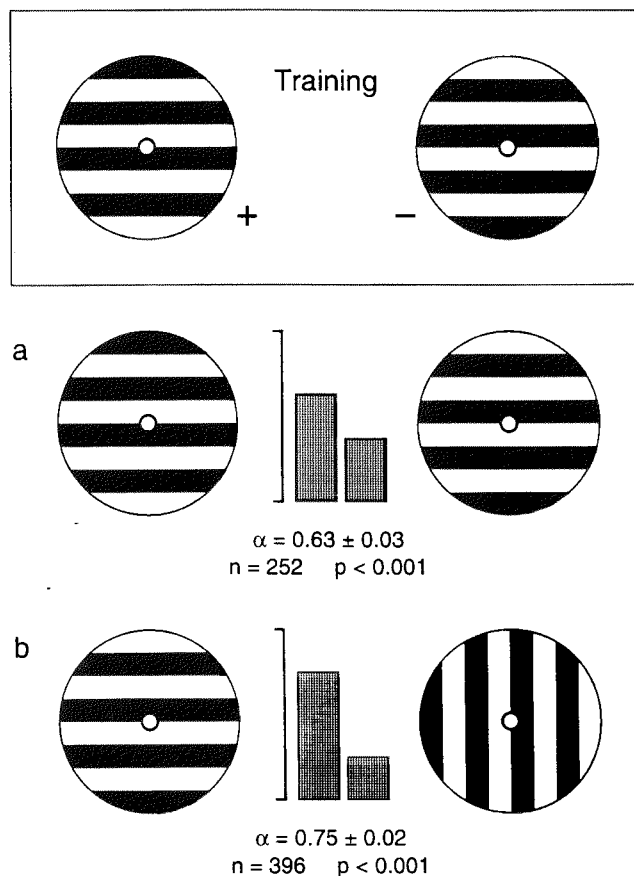 Training
+ −
a
α = 0.63 ± 0.03
n = 252 p < 0.001
b
α = 0.75 ± 0.02
n = 396 p < 0.001